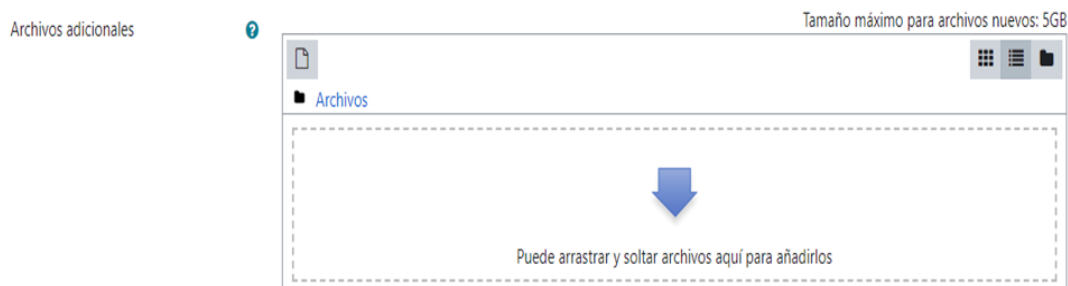 Tamaño máximo para archivos nuevos: 5GB
Archivos adicionales ?
Archivos
Puede arrastrar y soltar archivos aquí para añadirlos